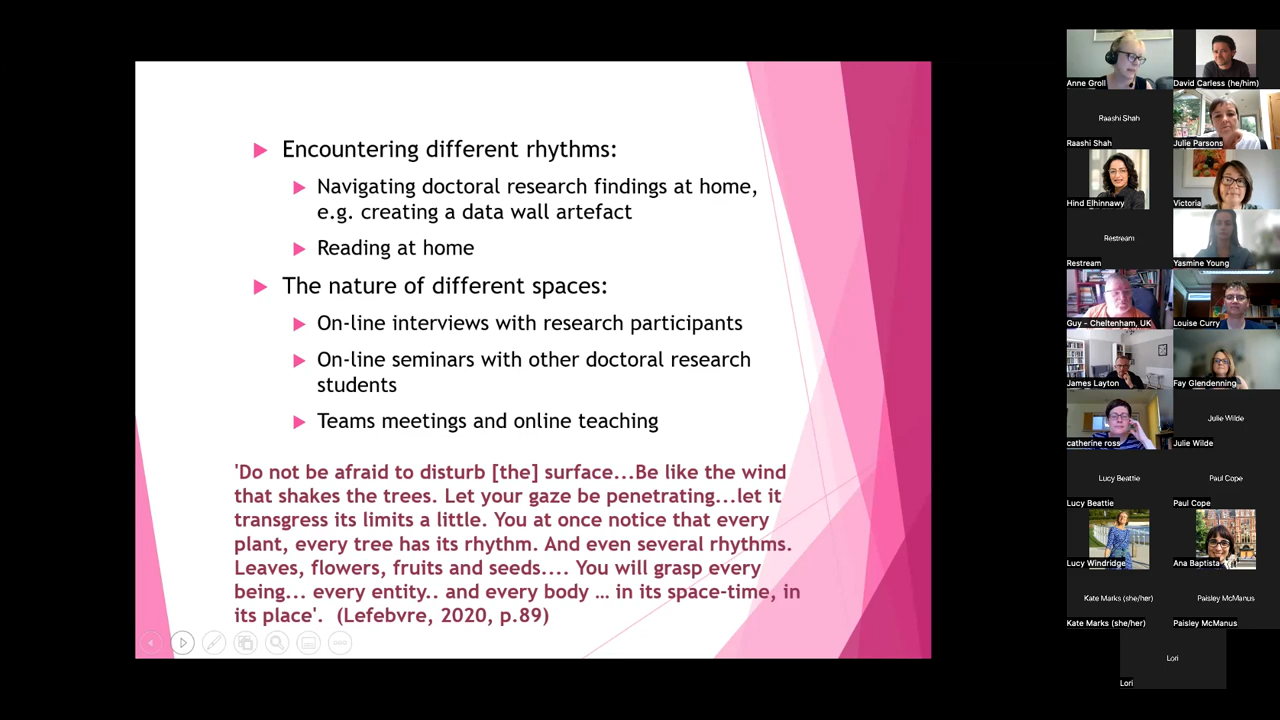 Encountering different rhythms:
Navigating doctoral research findings at home,
e.g. creating a data wall artefact
Reading at home
The nature of different spaces:
On-line interviews with research participants
On-line seminars with other doctoral research
students
Teams meetings and online teaching
'Do not be afraid to disturb [the] surface...Be like the wind
that shakes the trees. Let your gaze be penetrating...let it
transgress its limits a little. You at once notice that every
plant, every tree has its rhythm. And even several rhythms.
Leaves, flowers, fruits and seeds.... You will grasp every
being... every entity.. and every body … in its space-time, in
its place'. (Lefebvre, 2020, p.89)
Anne Groll
David Carless (he/him)
Raashi Shah
Raashi Shah
Julie Parsons
Hind Elhinnawy
Victoria
Restream
Restream
Yasmine Young
Guy - Cheltenham, UK
Louise Curry
James Layton
Fay Glendenning
catherine ross
Julie Wilde
Julie Wilde
Lucy Beattie
Lucy Beattie
Paul Cope
Paul Cope
Lucy Windridge
Ana Baptista
Kate Marks (she/her)
Kate Marks (she/her)
Paisley McManus
Paisley McManus
Lori
Lori